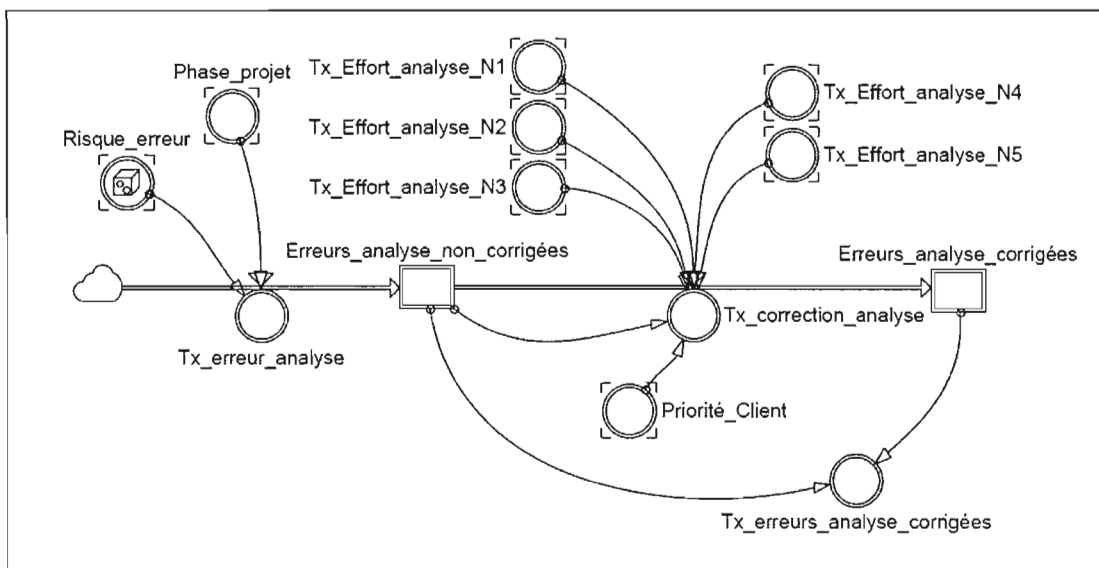 Phase_projet
Risque_erreur
Tx_Effort_analyse_N1
Tx_Effort_analyse_N2
Tx_Effort_analyse_N3
Tx_Effort_analyse_N4
Tx_Effort_analyse_N5
Erreurs_analyse_non_corrigées
Erreurs_analyse_corrigées
Tx_erreur_analyse
Tx_correction_analyse
Priorité_Client
Tx_erreurs_analyse_corrigées